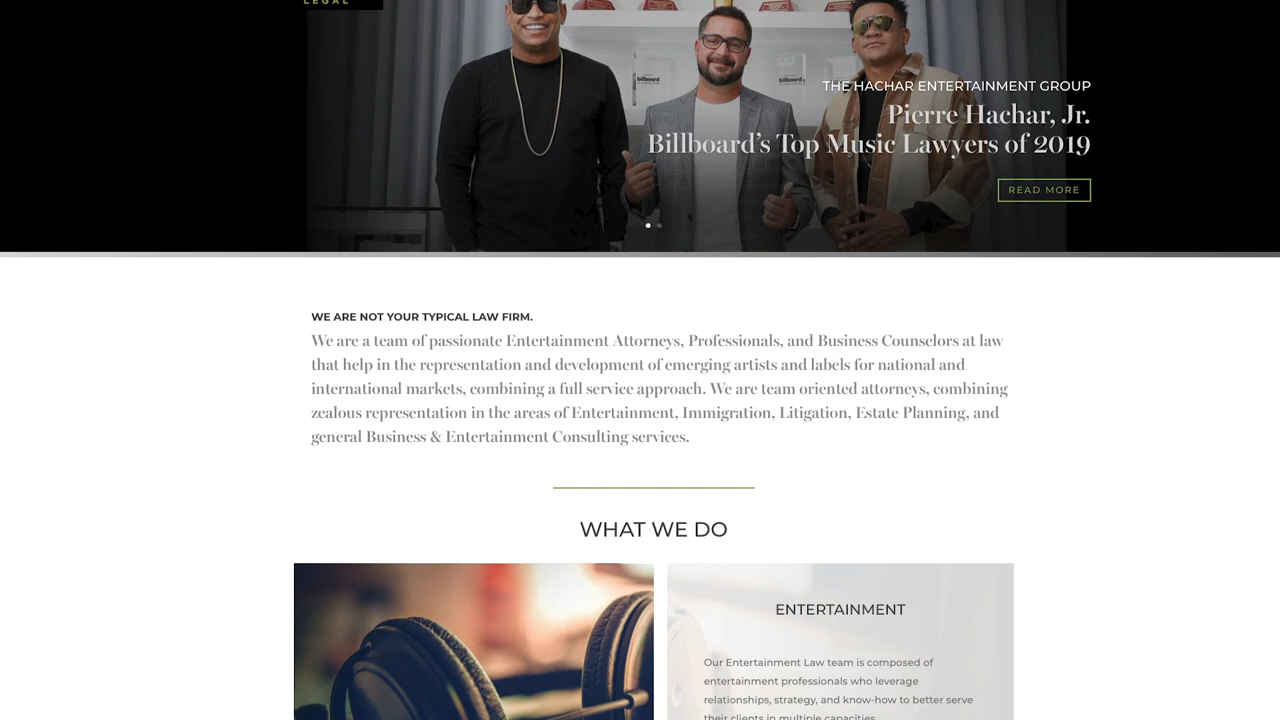 LEGAL
billboard
billboard
THE HACHAR ENTERTAINMENT GROUP
Pierre Hachar, Jr.
Billboard’s Top Music Lawyers of 2019
READ MORE
WE ARE NOT YOUR TYPICAL LAW FIRM.
We are a team of passionate Entertainment Attorneys, Professionals, and Business Counselors at law
that help in the representation and development of emerging artists and labels for national and
international markets, combining a full service approach. We are team oriented attorneys, combining
zealous representation in the areas of Entertainment, Immigration, Litigation, Estate Planning, and
general Business & Entertainment Consulting services.
WHAT WE DO
ENTERTAINMENT
Our Entertainment Law team is composed of
entertainment professionals who leverage
relationships, strategy, and know-how to better serve
their clients in multiple capacities.